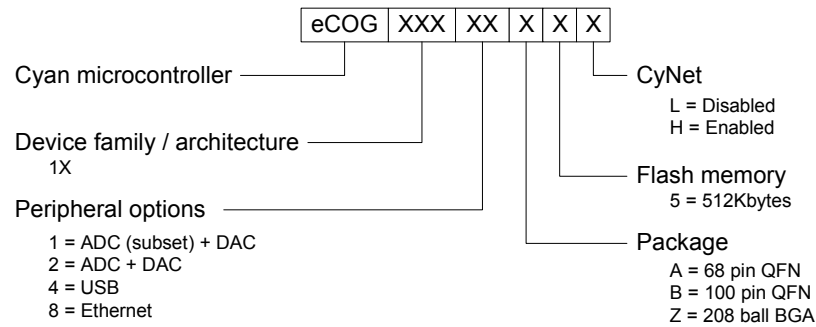 eCOG XXX XX X X X
Cyan microcontroller
Device family / architecture
1X
Peripheral options
1 = ADC (subset) + DAC
2 = ADC + DAC
4 = USB
8 = Ethernet
CyNet
L = Disabled
H = Enabled
Flash memory
5 = 512Kbytes
Package
A = 68 pin QFN
B = 100 pin QFN
Z = 208 ball BGA